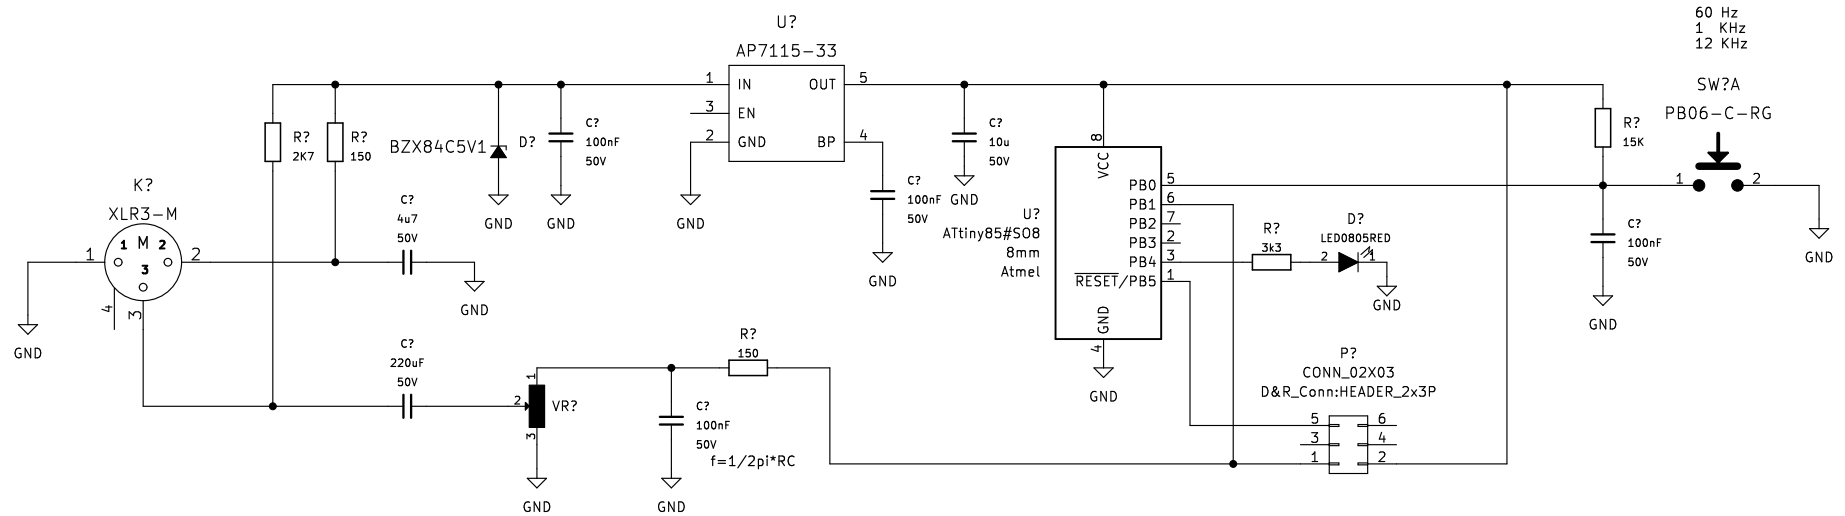 60 Hz
1 KHz
12 KHz
U?
AP7115-33
1
IN
OUT
5
3
EN
2
GND
BP
4
R?
2K7
R?
150
BZX84C5V1
D?
GND
C?
100nF
50V
GND
GND
C?
100nF
50V
GND
C?
10u
50V
GND
K?
XLR3-M
1
1 M 2
3
2
4
3
GND
C?
4u7
50V
GND
C?
220uF
50V
1
2
3
VR?
GND
C?
100nF
50V
f=1/2pi*RC
GND
R?
150
U?
ATtiny85#SO8
8mm
Atmel
8
VCC
PB0
5
PB1
6
PB2
7
PB3
2
PB4
3
RESET/PB5
1
GND
4
GND
R?
3k3
D?
LED0805RED
2
1
GND
P?
CONN_02X03
D&R_Conn:HEADER_2x3P
5
6
3
4
1
2
R?
15K
SW?A
PB06-C-RG
1
2
GND
C?
100nF
50V
GND